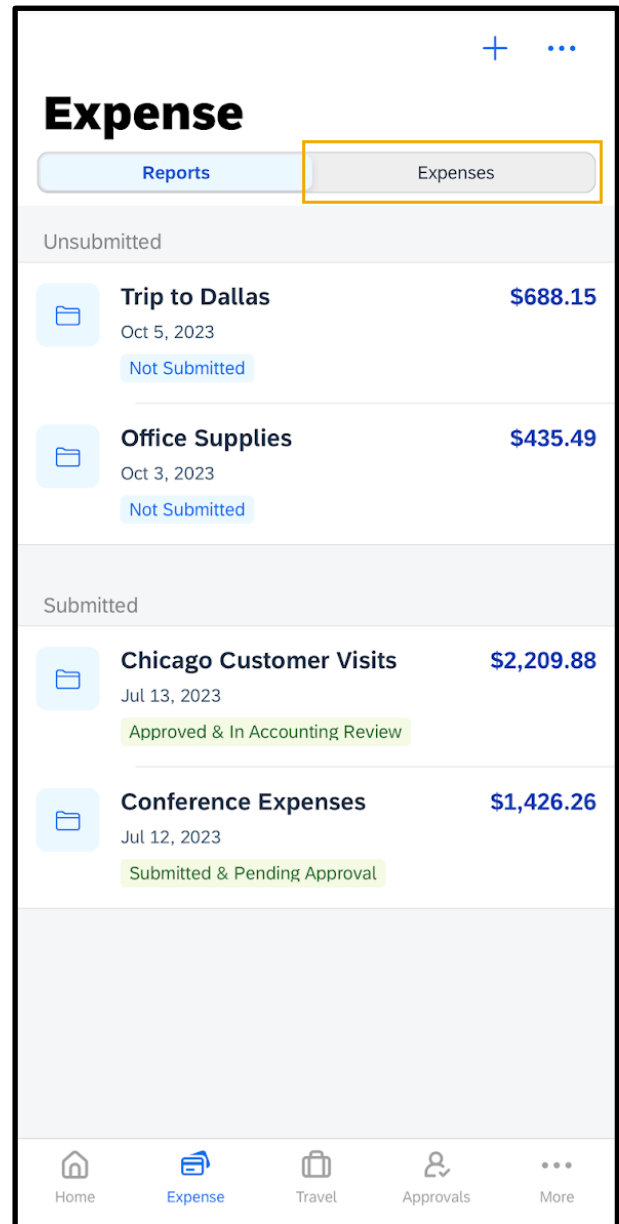 Expense
Reports Expenses
Unsubmitted
Trip to Dallas $688.15
Oct 5, 2023
Not Submitted
Office Supplies $435.49
Oct 3, 2023
Not Submitted
Submitted
Chicago Customer Visits $2,209.88
Jul 13, 2023
Approved & In Accounting Review
Conference Expenses $1,426.26
Jul 12, 2023
Submitted & Pending Approval
Home Expense Travel Approvals More